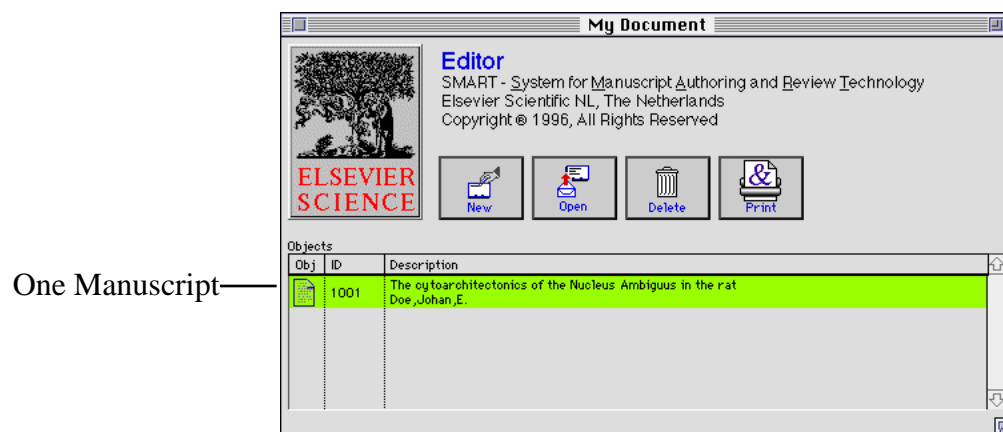 My Document
Editor
SMART - System for Manuscript Authoring and Review Technology
Elsevier Scientific NL, The Netherlands
Copyright ® 1996, All Rights Reserved
ELSEVIER
SCIENCE
New Open Delete & Print
Objects
Obj ID Description
One Manuscript
1001 The cytoarchitectonics of the Nucleus Ambiguus in the rat
Doe,Johan,E.